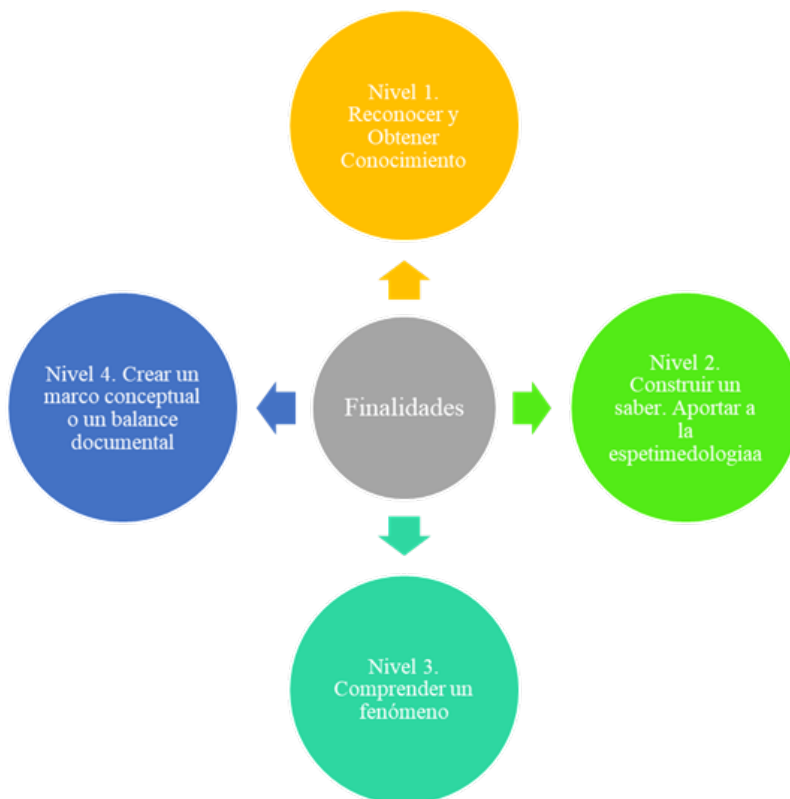 Nivel 1.
Reconocer y
Obtener
Conocimiento
Nivel 4. Crear un
marco conceptual
o un balance
documental
Finalidades
Nivel 2.
Construir un
saber. Aportar a
la
espetimedologiaa
Nivel 3.
Comprender un
fenómeno